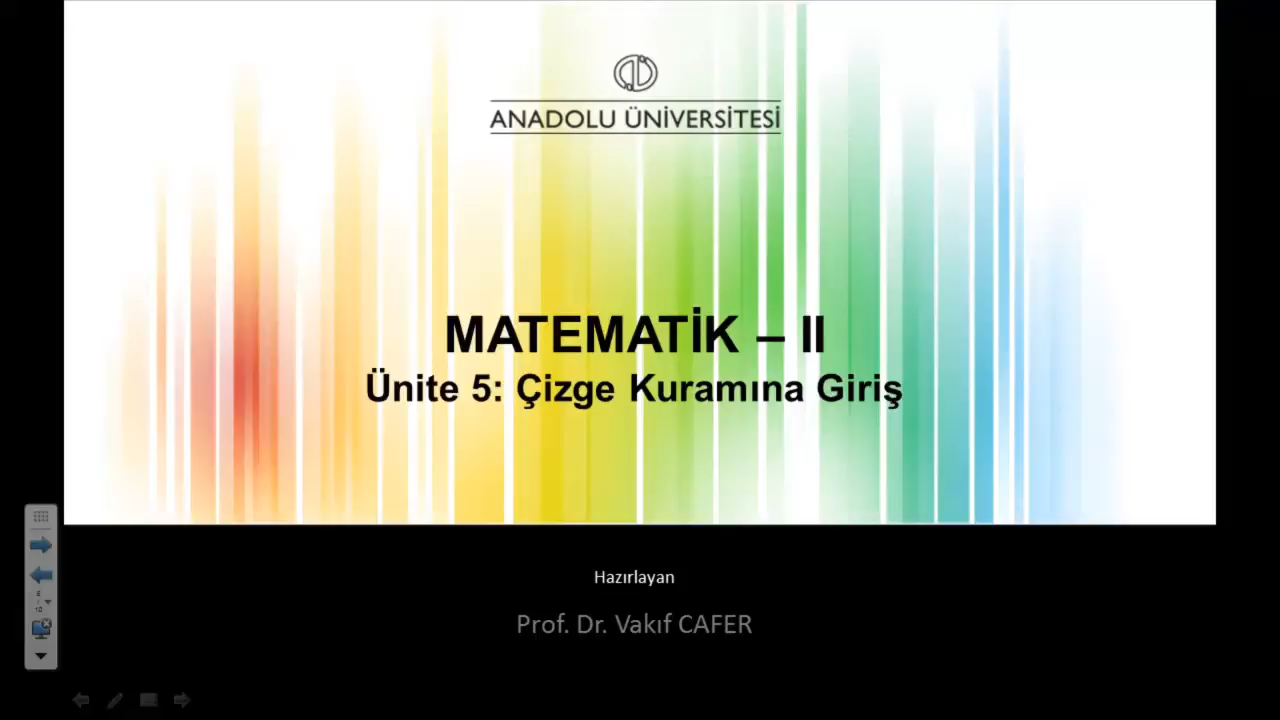 ANADOLU ÜNİVERSİTESİ
MATEMATİK – II
Ünite 5: Çizge Kuramına Giriş
Hazırlayan
Prof. Dr. Vakıf CAFER